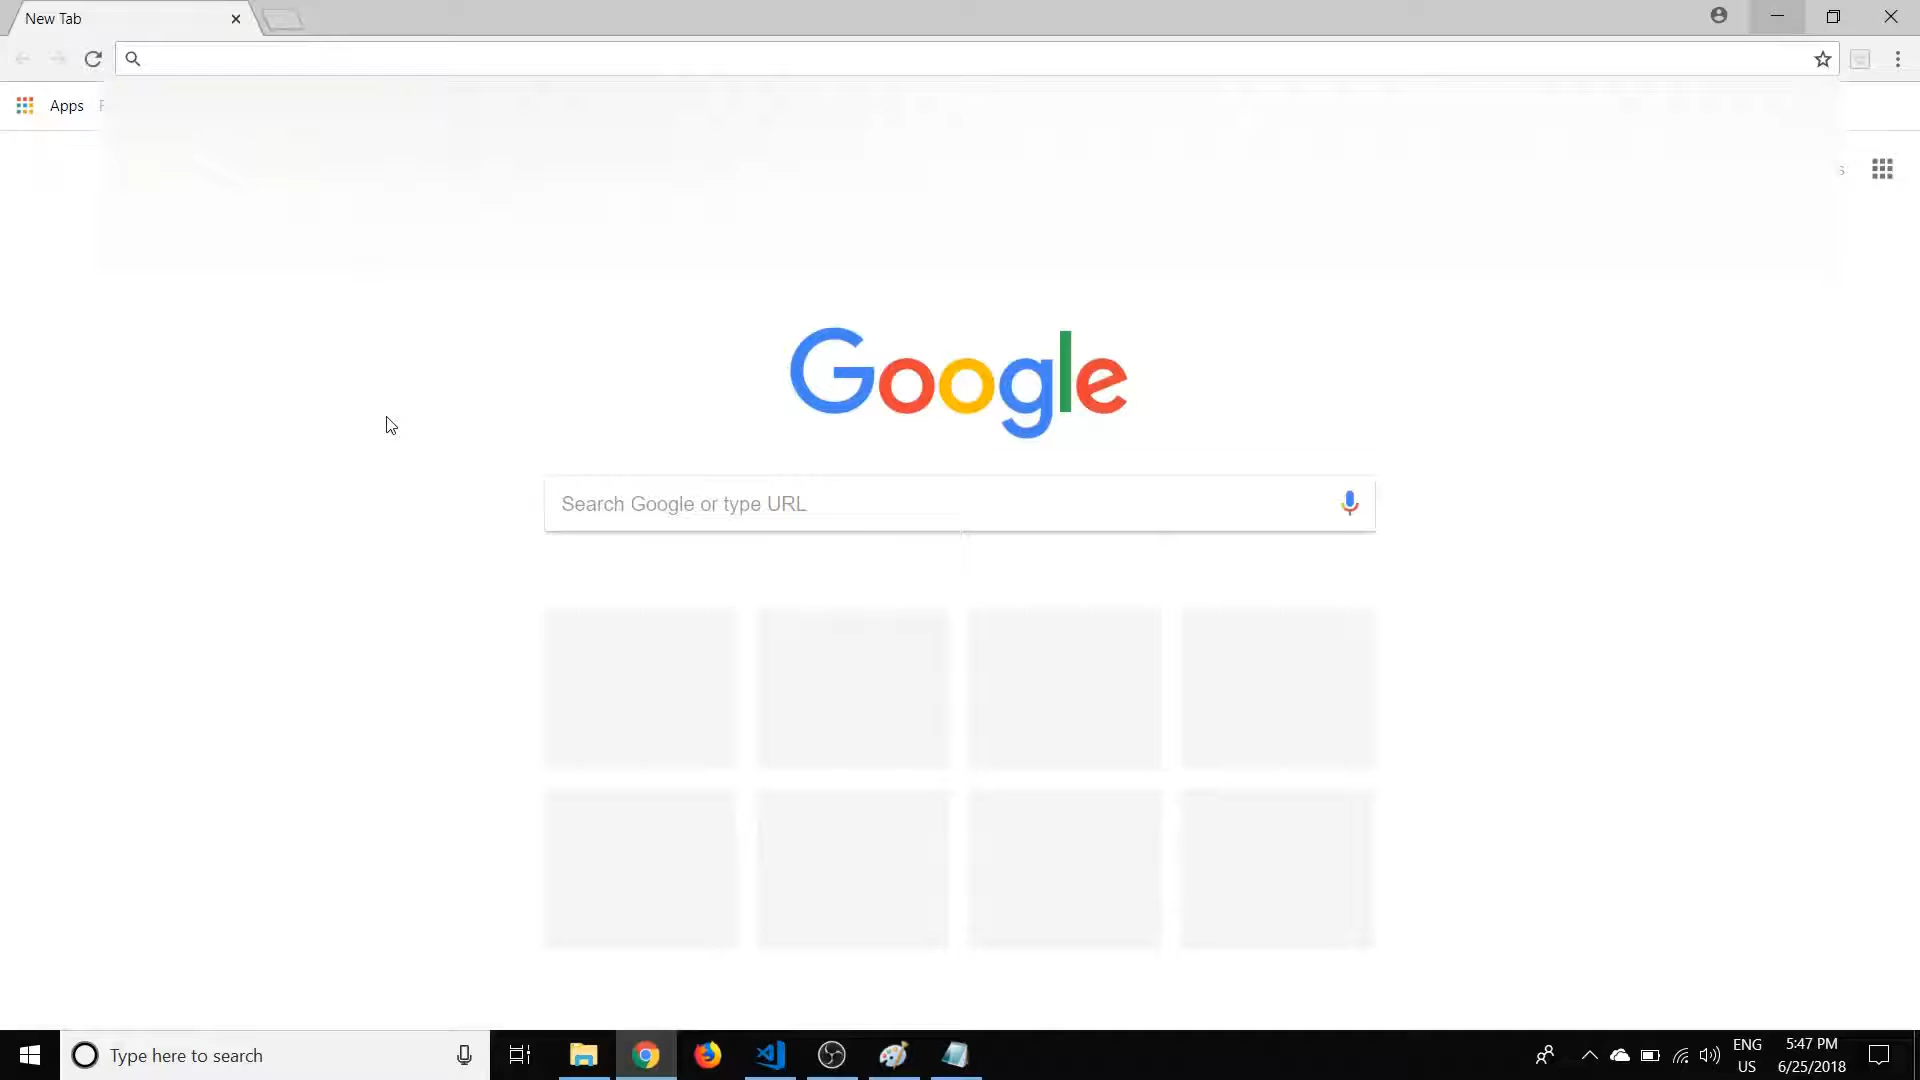 New Tab
Apps
Google
Search Google or type URL
Type here to search
ENG
US
5:47 PM
6/25/2018